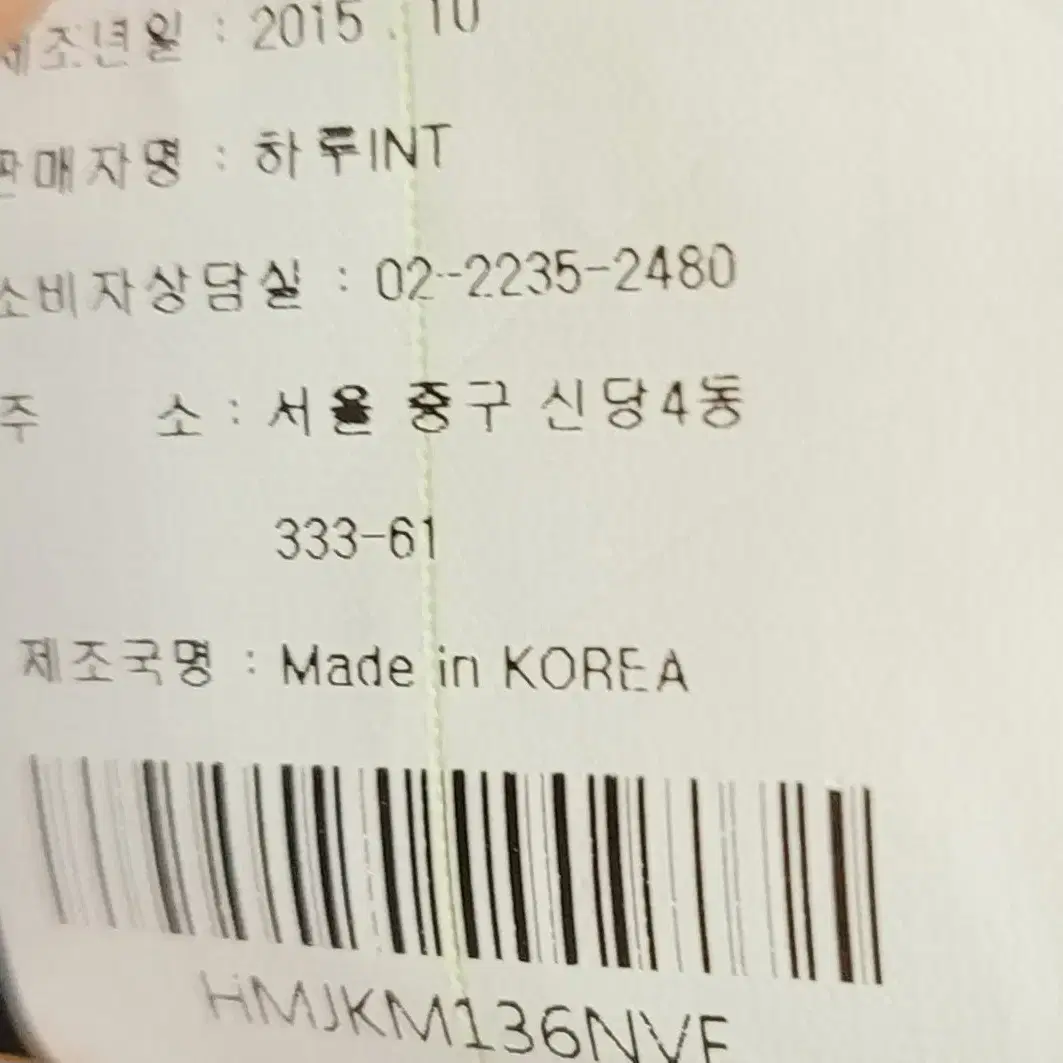 제조년월 : 2015 . 10
판매자명 : 하루INT
소비자상담실 : 02-2235-2480
주 소 : 서울 중구 신당4동
333-61
제조국명 : Made in KOREA
HMJKM136NVF